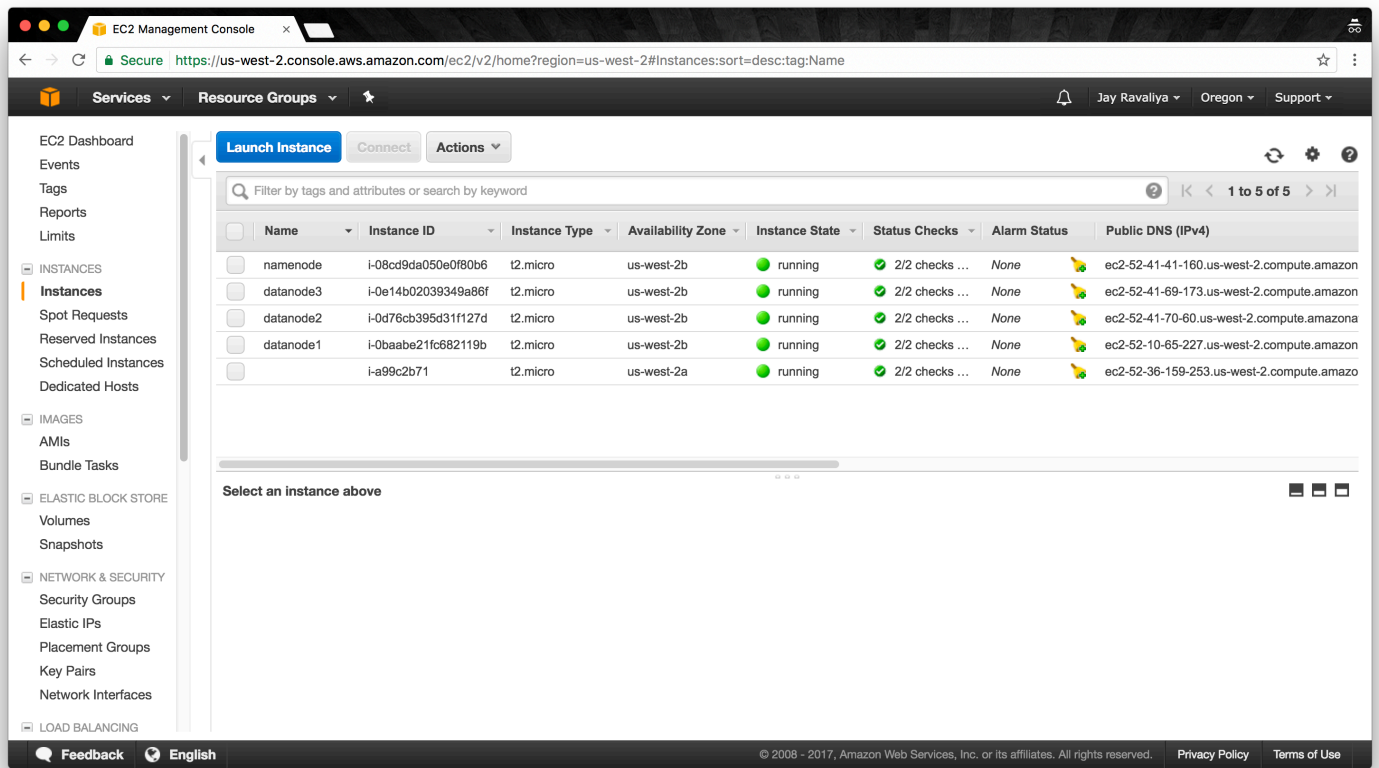 EC2 Management Console
Secure https://us-west-2.console.aws.amazon.com/ec2/v2/home?region=us-west-2#Instances:sort=desc:tag:Name
Services Resource Groups Jay Ravaliya Oregon Support
EC2 Dashboard
Events
Tags
Reports
Limits
INSTANCES
Instances
Spot Requests
Reserved Instances
Scheduled Instances
Dedicated Hosts
IMAGES
AMIs
Bundle Tasks
ELASTIC BLOCK STORE
Volumes
Snapshots
NETWORK & SECURITY
Security Groups
Elastic IPs
Placement Groups
Key Pairs
Network Interfaces
LOAD BALANCING
Launch Instance Connect Actions
Filter by tags and attributes or search by keyword 1 to 5 of 5
Name Instance ID Instance Type Availability Zone Instance State Status Checks Alarm Status Public DNS (IPv4)
namenode i-08cd9da050e0f80b6 t2.micro us-west-2b running 2/2 checks ... None ec2-52-41-41-160.us-west-2.compute.amazon
datanode3 i-0e14b02039349a86f t2.micro us-west-2b running 2/2 checks ... None ec2-52-41-69-173.us-west-2.compute.amazon
datanode2 i-0d76cb395d31f127d t2.micro us-west-2b running 2/2 checks ... None ec2-52-41-70-60.us-west-2.compute.amazona
datanode1 i-0baabe21fc682119b t2.micro us-west-2b running 2/2 checks ... None ec2-52-10-65-227.us-west-2.compute.amazon
i-a99c2b71 t2.micro us-west-2a running 2/2 checks ... None ec2-52-36-159-253.us-west-2.compute.amazo
Select an instance above
Feedback English © 2008 - 2017, Amazon Web Services, Inc. or its affiliates. All rights reserved. Privacy Policy Terms of Use